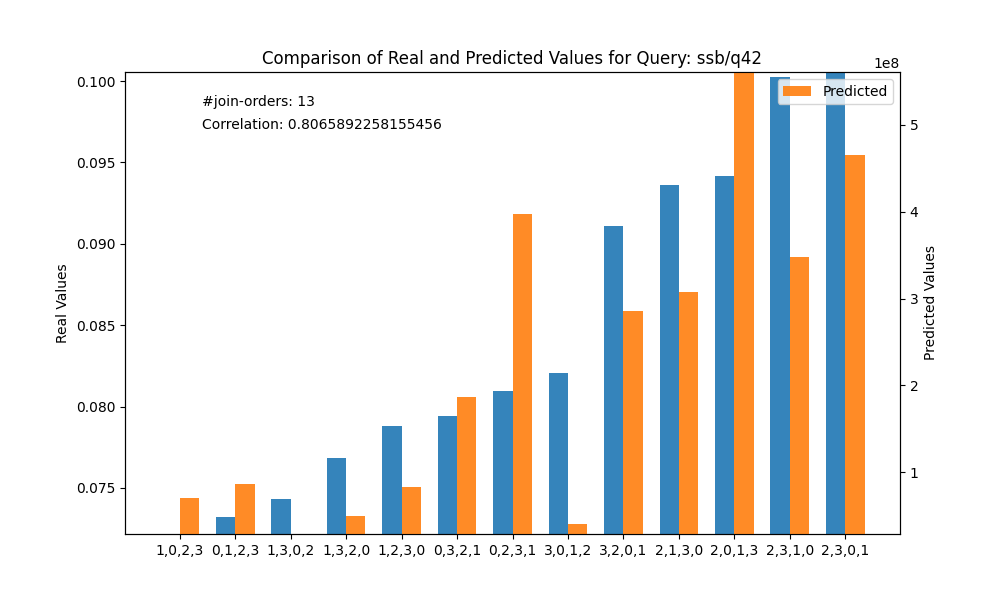 Comparison of Real and Predicted Values for Query: ssb/q42
1e8
#join-orders: 13
Correlation: 0.8065892258155456
Predicted
0.100
0.095
0.090
0.085
0.080
0.075
Real Values
5
4
3
2
1
Predicted Values
1,0,2,3 0,1,2,3 1,3,0,2 1,3,2,0 1,2,3,0 0,3,2,1 0,2,3,1 3,0,1,2 3,2,0,1 2,1,3,0 2,0,1,3 2,3,1,0 2,3,0,1